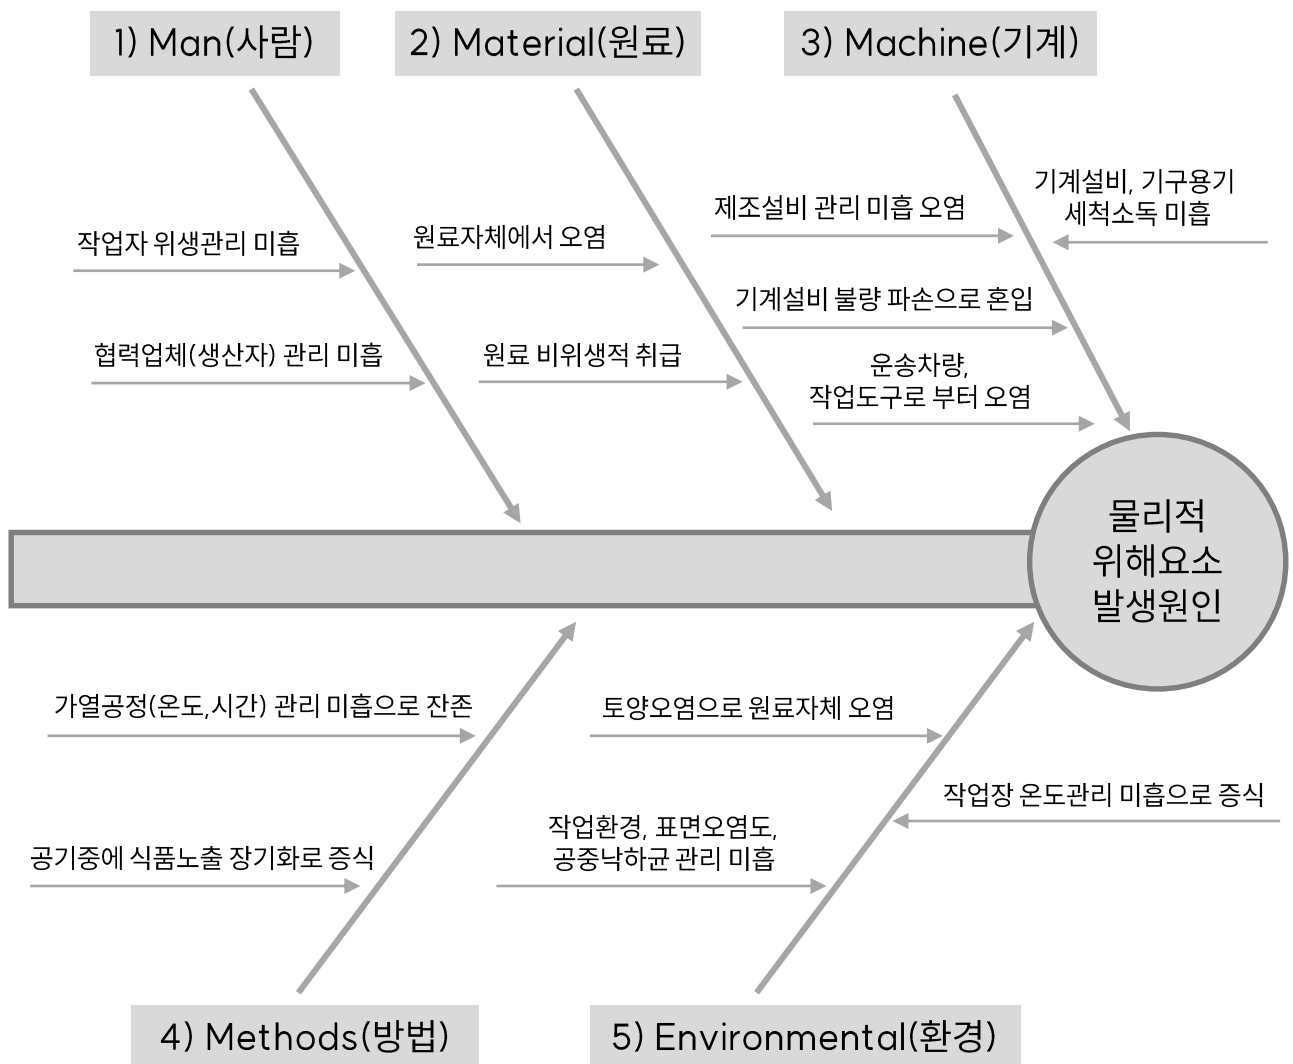 1) Man(사람)
2) Material(원료)
3) Machine(기계)
작업자 위생관리 미흡
협력업체(생산자) 관리 미흡
원료자체에서 오염
원료 비위생적 취급
제조설비 관리 미흡 오염
기계설비, 기구용기
세척소독 미흡
기계설비 불량 파손으로 혼입
운송차량,
작업도구로 부터 오염
물리적
위해요소
발생원인
가열공정(온도,시간) 관리 미흡으로 잔존
공기중에 식품노출 장기화로 증식
토양오염으로 원료자체 오염
작업장 온도관리 미흡으로 증식
작업환경, 표면오염도,
공중낙하균 관리 미흡
4) Methods(방법)
5) Environmental(환경)